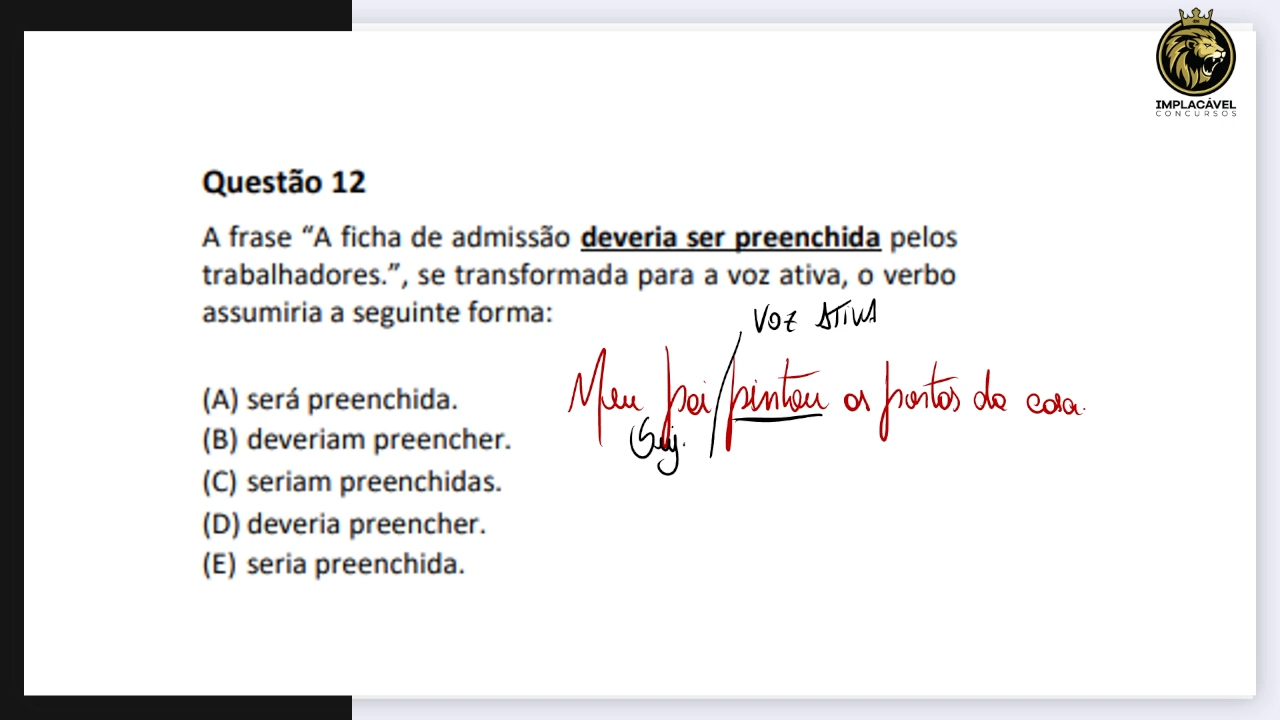 IMPLACÁVEL
CONCURSOS
Questão 12
A frase “A ficha de admissão deveria ser preenchida pelos
trabalhadores.”, se transformada para a voz ativa, o verbo
assumiria a seguinte forma:
VOZ ATIVA
Meu pai / pintou as portas da casa.
Suj.
(A) será preenchida.
(B) deveriam preencher.
(C) seriam preenchidas.
(D) deveria preencher.
(E) seria preenchida.